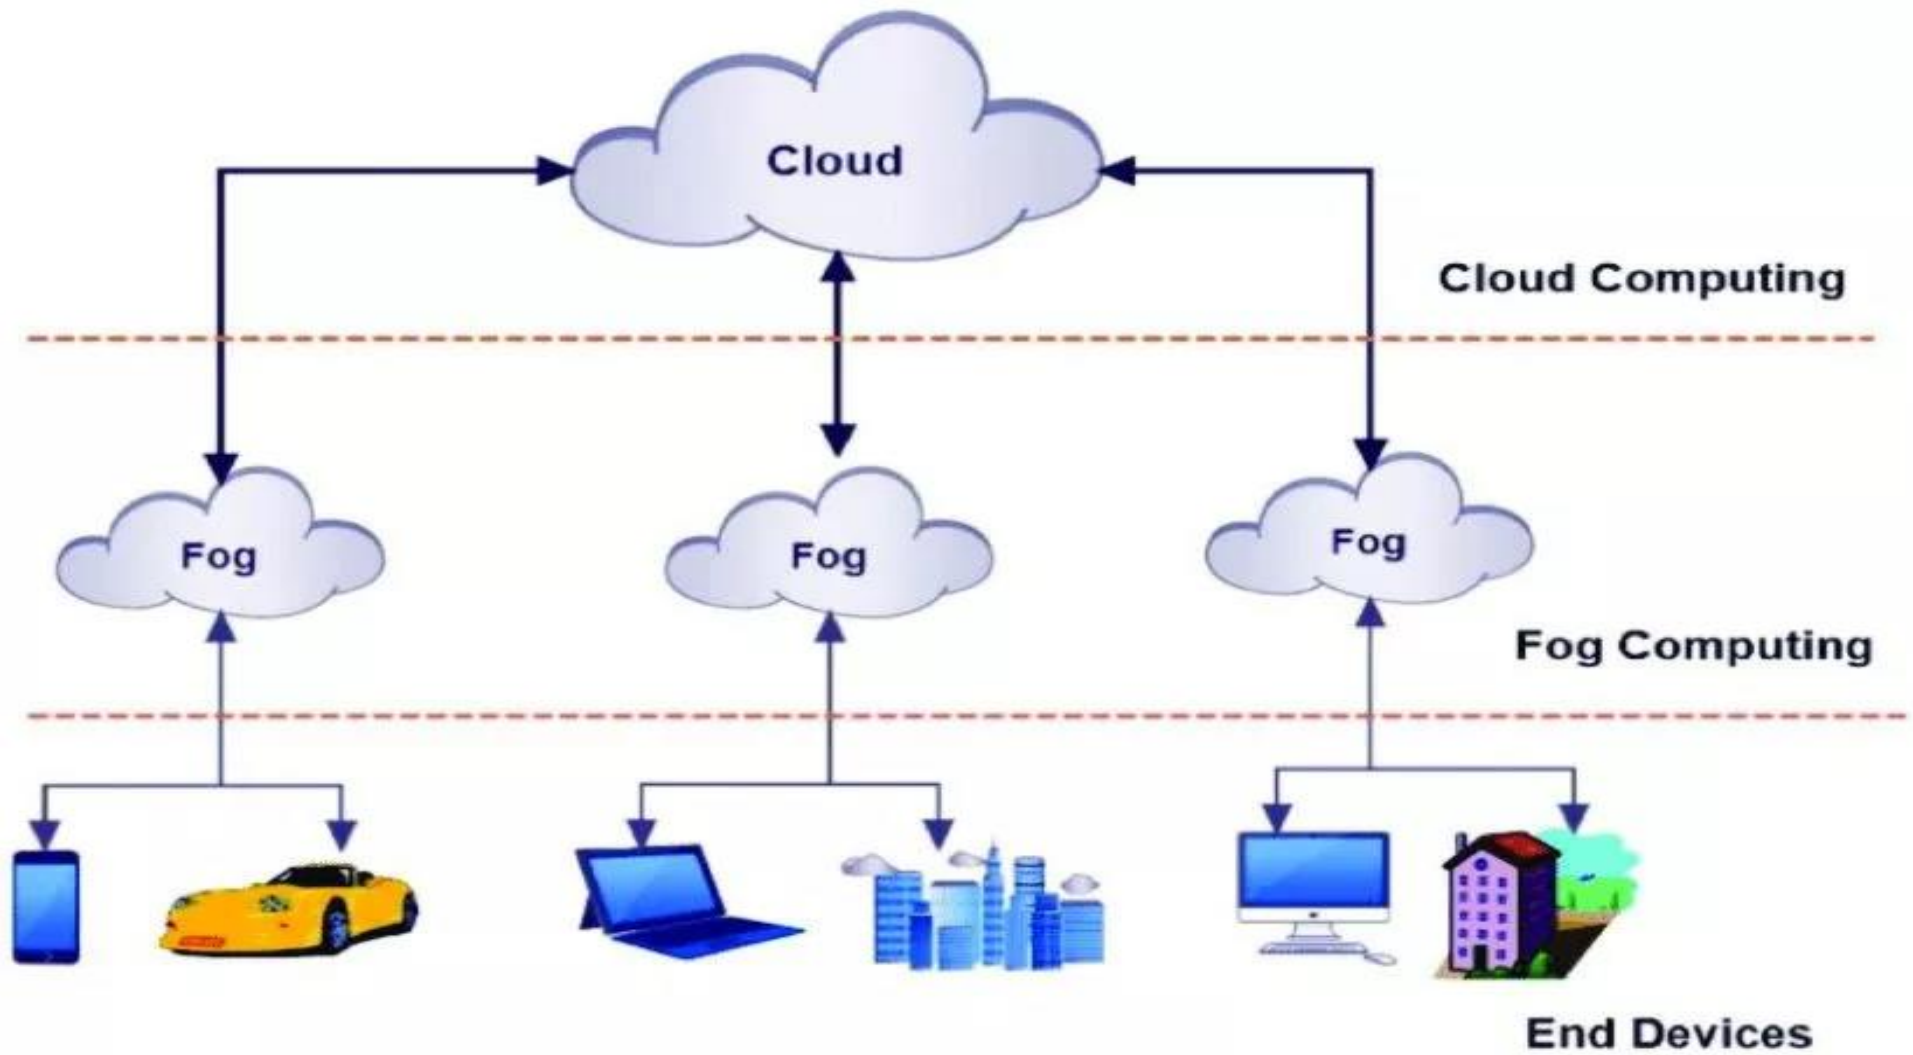 Cloud
Cloud Computing
Fog
Fog
Fog
Fog Computing
End Devices